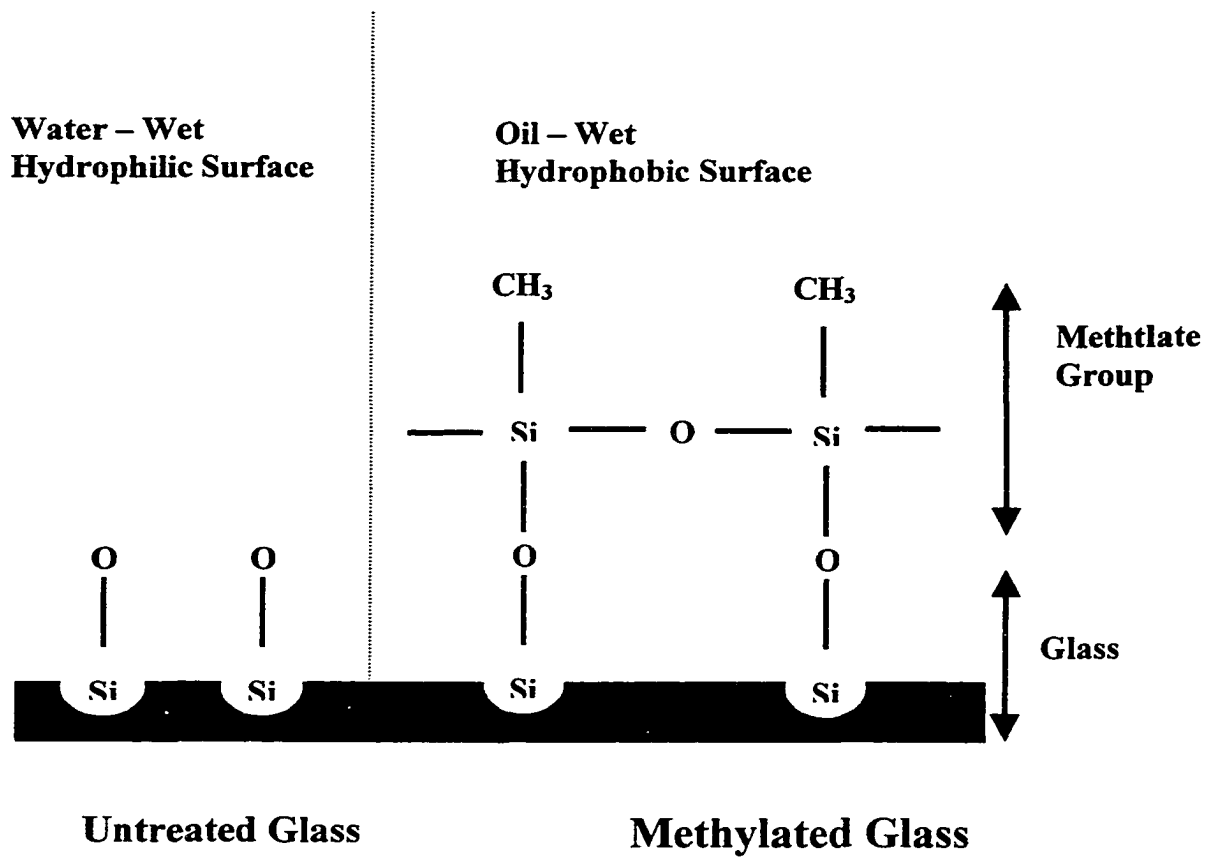 Water – Wet
Hydrophilic Surface
Oil – Wet
Hydrophobic Surface
CH₃ CH₃
Methtlate
Group
Si O Si
O O O O
Glass
Si Si Si Si
Untreated Glass
Methylated Glass